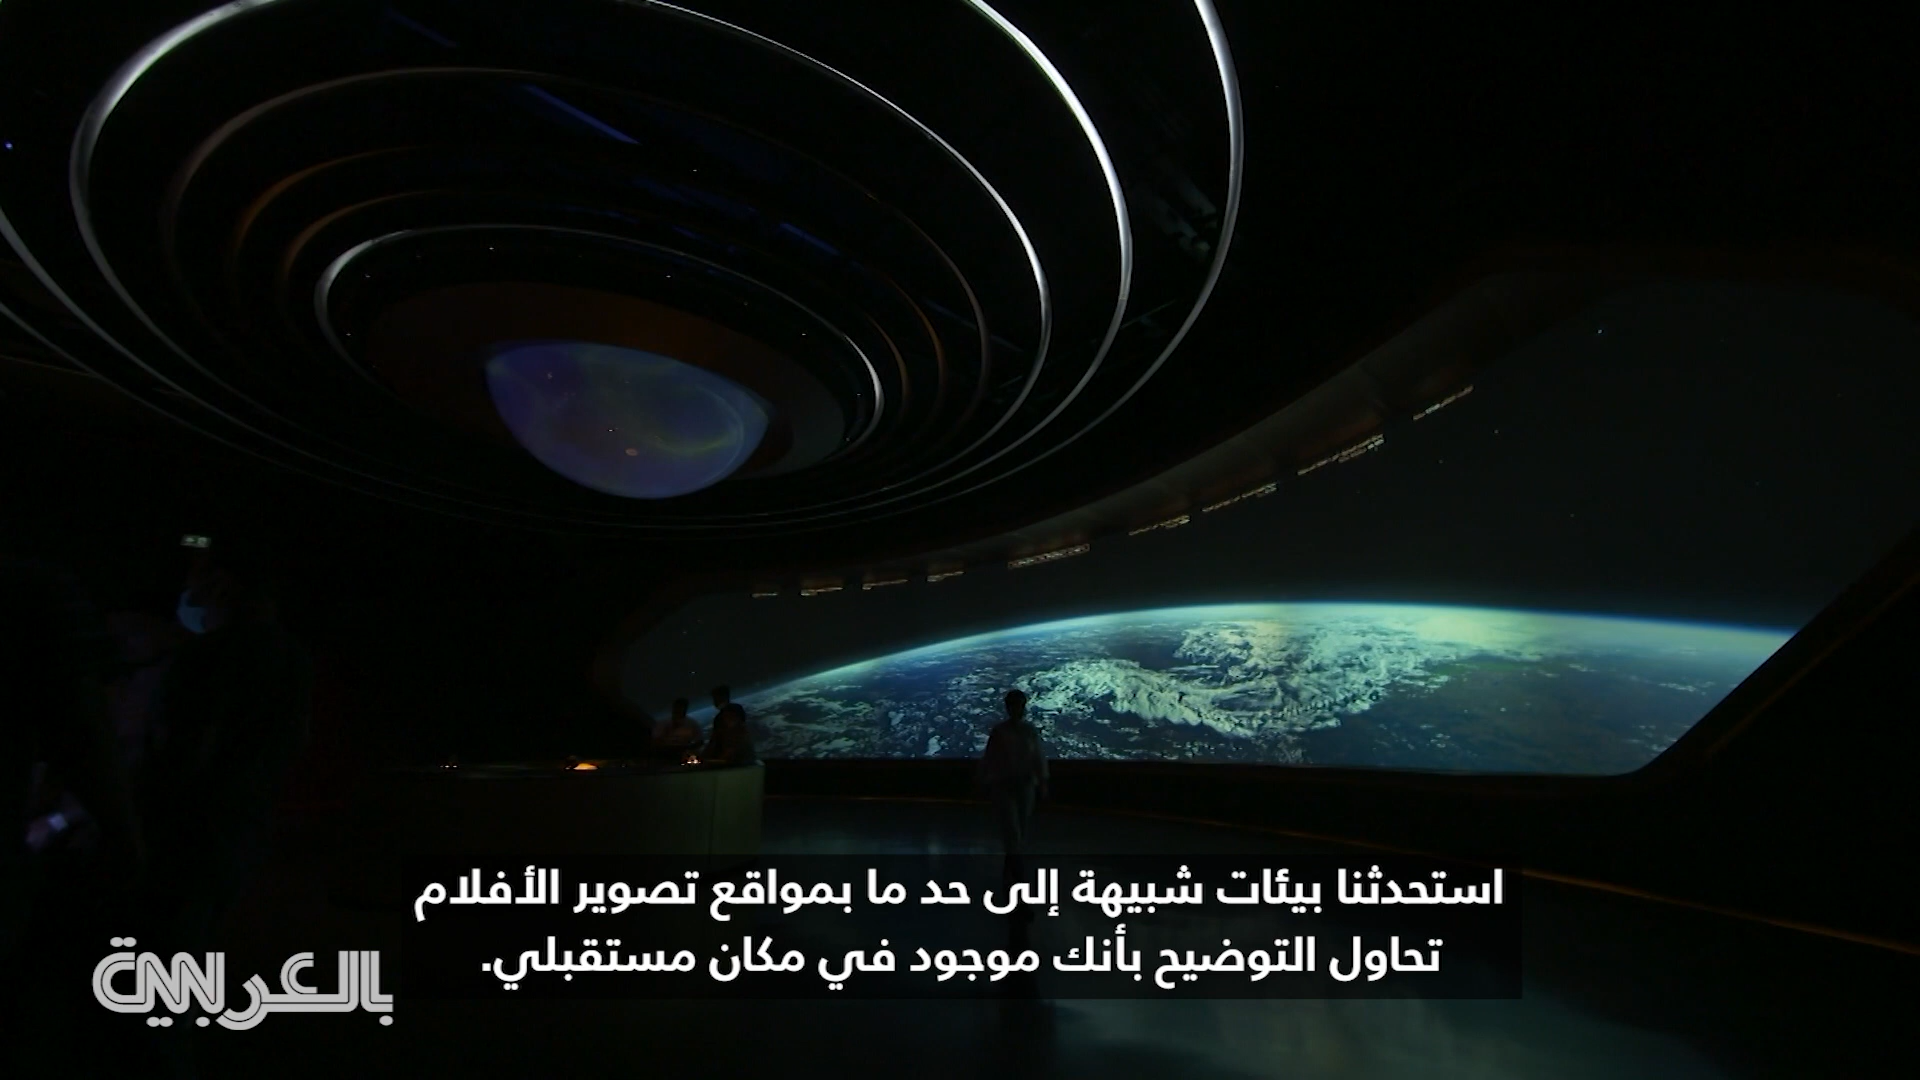 استحدثنا بيئات شبيهة إلى حد ما بمواقع تصوير الأفلام
تحاول التوضيح بأنك موجود في مكان مستقبلي.
CNN بالعربية